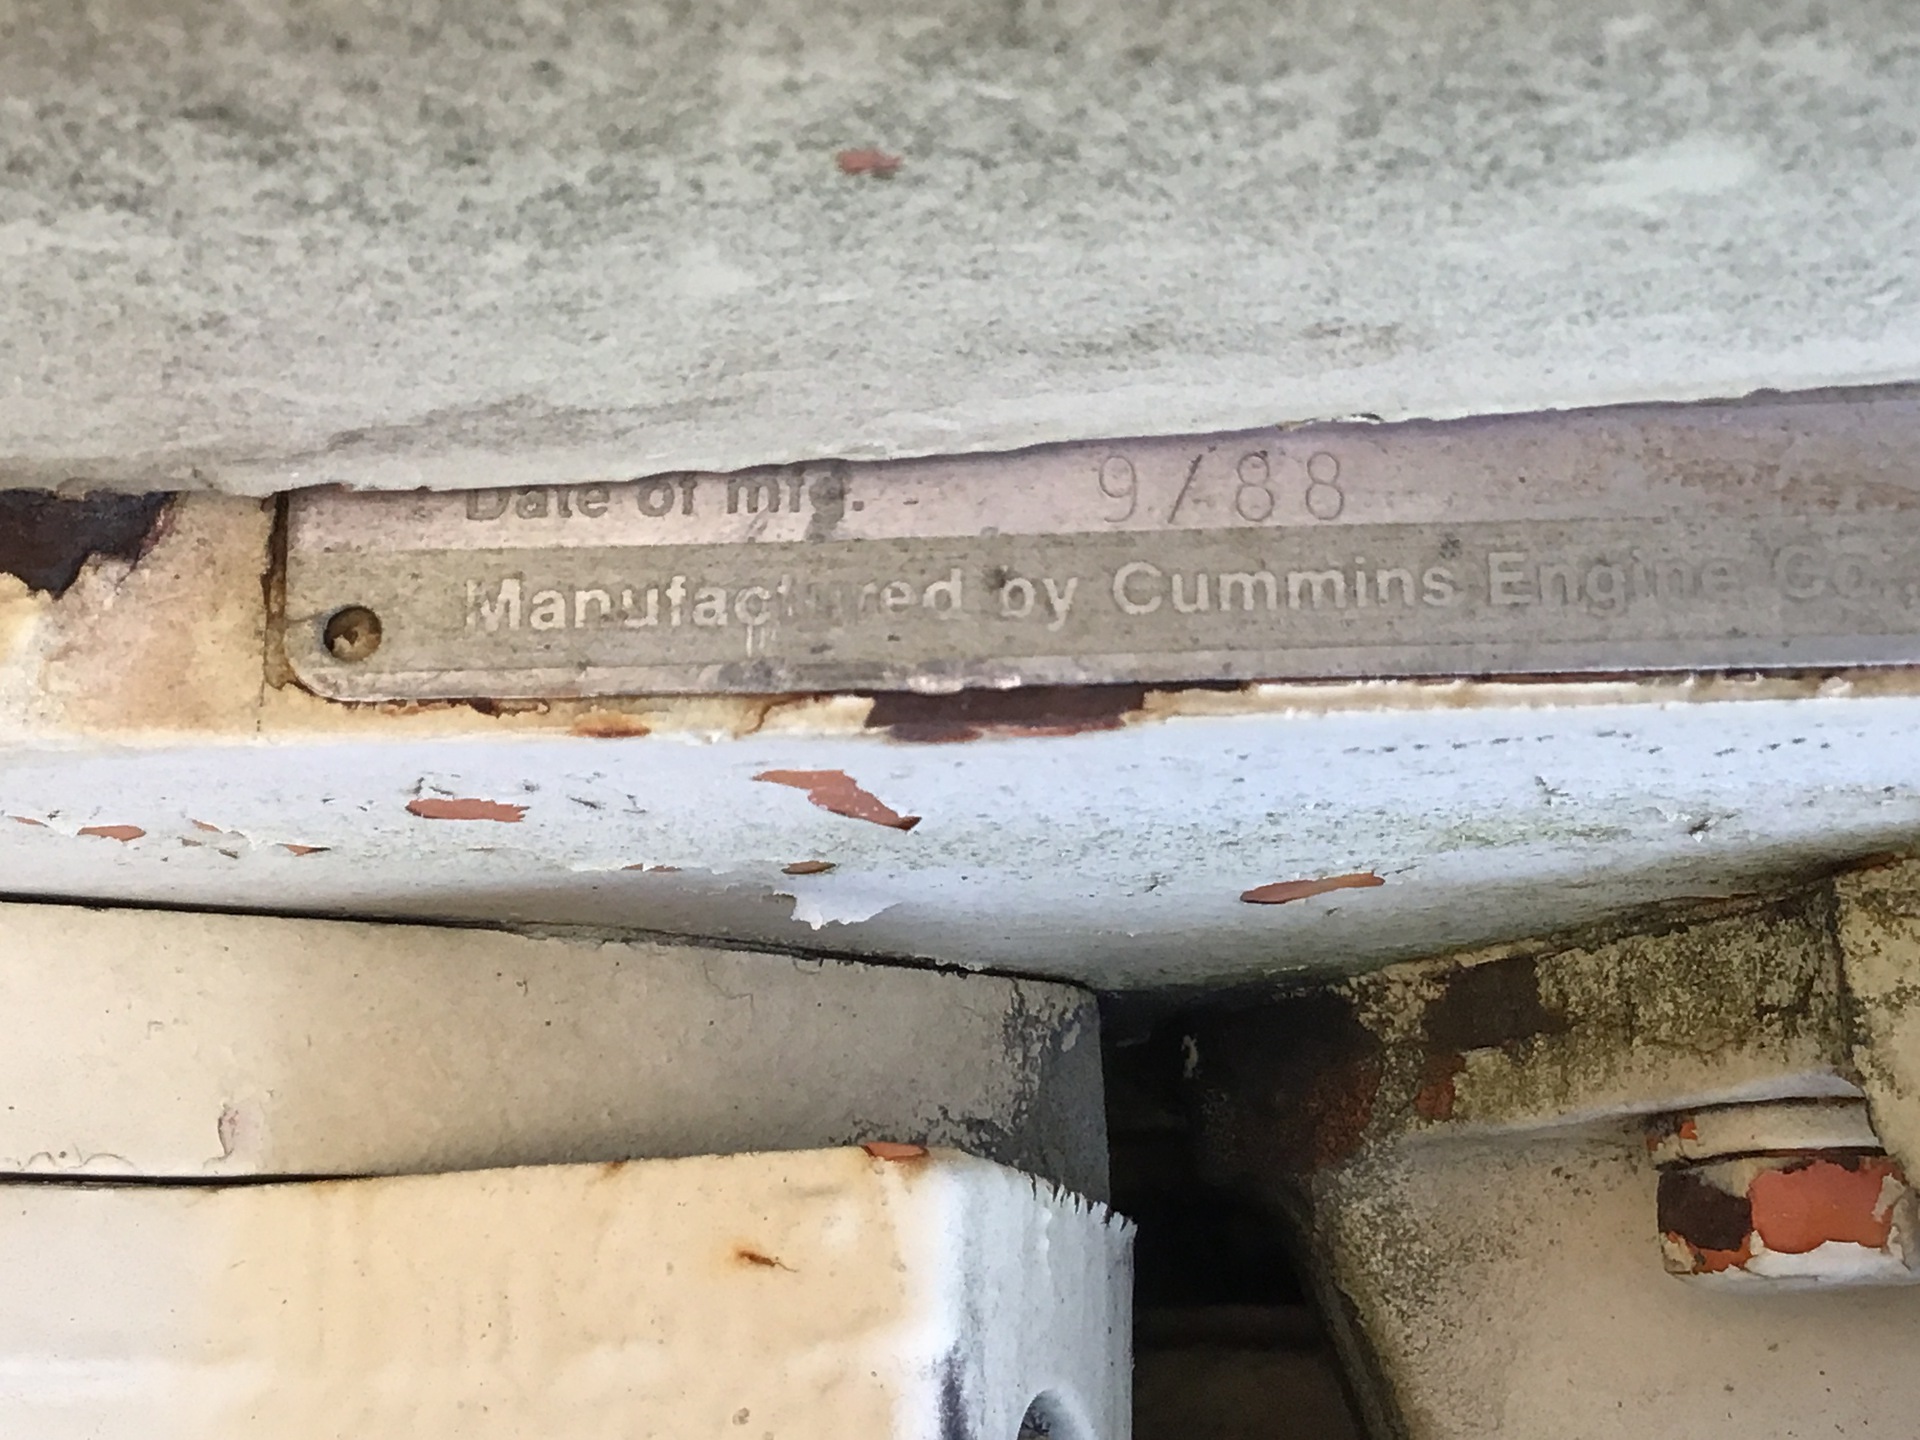 Date of mfg. 9/88
Manufactured by Cummins Engine Co.,